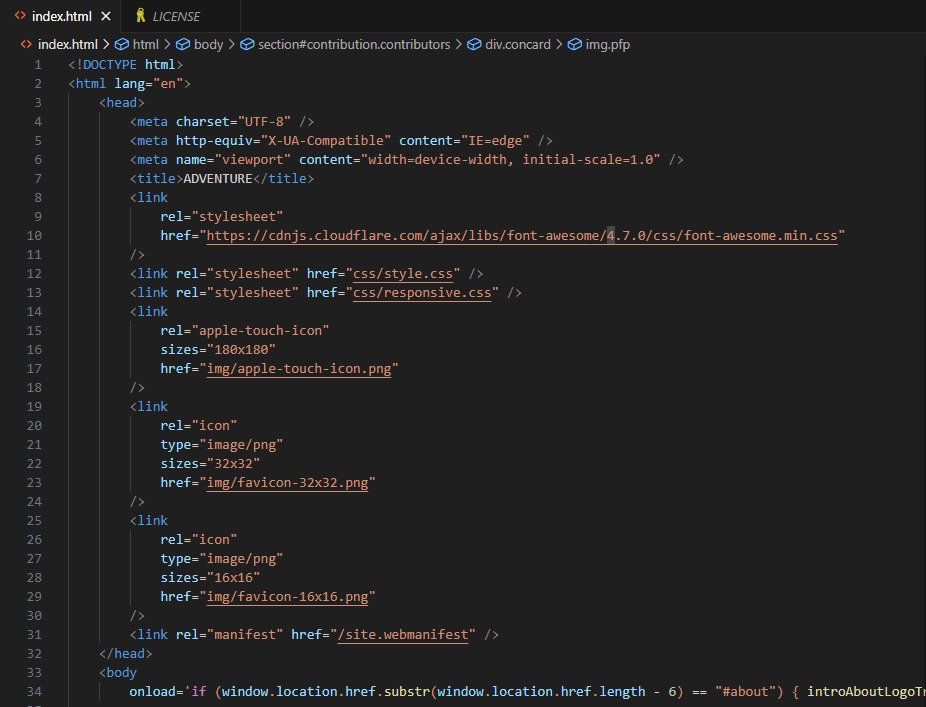 index.html LICENSE
index.html > html > body > section#contribution.contributors > div.concard > img.pfp
1 <!DOCTYPE html>
2 <html lang="en">
3 <head>
4 <meta charset="UTF-8" />
5 <meta http-equiv="X-UA-Compatible" content="IE=edge" />
6 <meta name="viewport" content="width=device-width, initial-scale=1.0" />
7 <title>ADVENTURE</title>
8 <link
9 rel="stylesheet"
10 href="https://cdnjs.cloudflare.com/ajax/libs/font-awesome/4.7.0/css/font-awesome.min.css"
11 />
12 <link rel="stylesheet" href="css/style.css" />
13 <link rel="stylesheet" href="css/responsive.css" />
14 <link
15 rel="apple-touch-icon"
16 sizes="180x180"
17 href="img/apple-touch-icon.png"
18 />
19 <link
20 rel="icon"
21 type="image/png"
22 sizes="32x32"
23 href="img/favicon-32x32.png"
24 />
25 <link
26 rel="icon"
27 type="image/png"
28 sizes="16x16"
29 href="img/favicon-16x16.png"
30 />
31 <link rel="manifest" href="/site.webmanifest" />
32 </head>
33 <body
34 onload='if (window.location.href.substr(window.location.href.length - 6) == "#about") { introAboutLogoTr